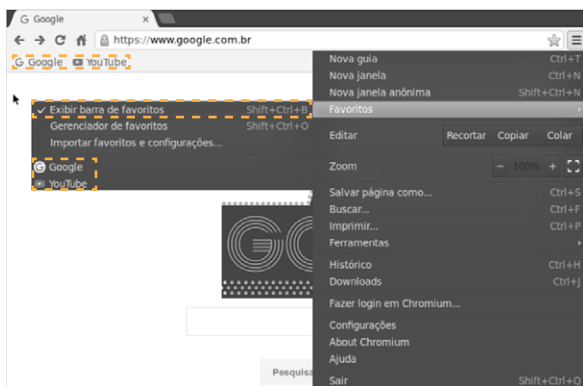 G Google
https://www.google.com.br
G Google YouTube
Nova guia Ctrl+T
Nova janela Ctrl+N
Nova janela anônima Shift+Ctrl+N
Favoritos
✓ Exibir barra de favoritos Shift+Ctrl+B
Gerenciador de favoritos Shift+Ctrl+O
Importar favoritos e configurações...
G Google
YouTube
Editar Recortar Copiar Colar
Zoom − 100% +
Salvar página como... Ctrl+S
Buscar... Ctrl+F
Imprimir... Ctrl+P
Ferramentas
Histórico Ctrl+H
Downloads Ctrl+J
Fazer login em Chromium...
Configurações
About Chromium
Ajuda
Sair Shift+Ctrl+Q
GO
Pesquisa